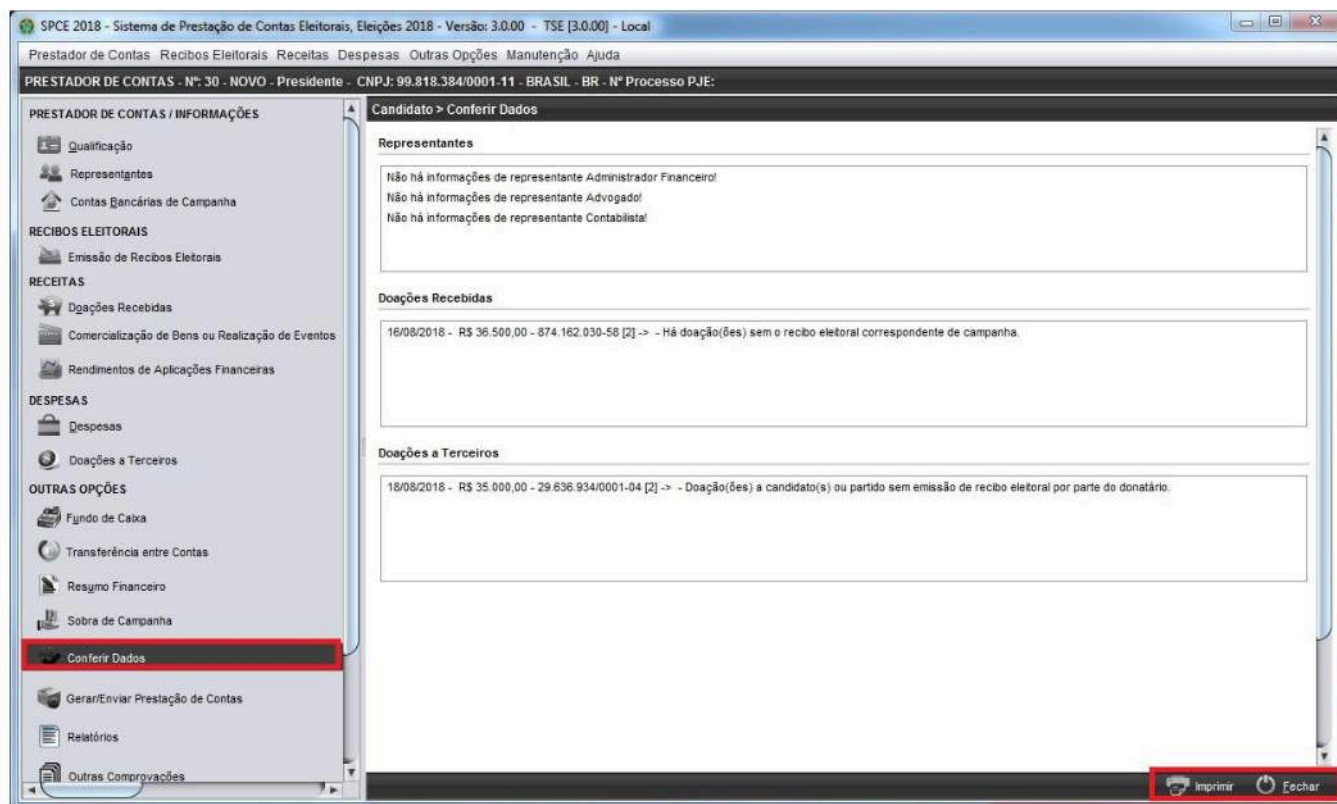 SPCE 2018 - Sistema de Prestação de Contas Eleitorais, Eleições 2018 - Versão: 3.0.00 - TSE [3.0.00] - Local
Prestador de Contas Recibos Eleitorais Receitas Despesas Outras Opções Manutenção Ajuda
PRESTADOR DE CONTAS - Nº: 30 - NOVO - Presidente - CNPJ: 99.818.384/0001-11 - BRASIL - BR - Nº Processo PJE:
PRESTADOR DE CONTAS / INFORMAÇÕES
Qualificação
Representantes
Contas Bancárias de Campanha
RECIBOS ELEITORAIS
Emissão de Recibos Eleitorais
RECEITAS
Doações Recebidas
Comercialização de Bens ou Realização de Eventos
Rendimentos de Aplicações Financeiras
DESPESAS
Despesas
Doações a Terceiros
OUTRAS OPÇÕES
Fundo de Caixa
Transferência entre Contas
Resumo Financeiro
Sobra de Campanha
Conferir Dados
Gerar/Enviar Prestação de Contas
Relatórios
Outras Comprovações
Candidato > Conferir Dados
Representantes
Não há informações de representante Administrador Financeiro!
Não há informações de representante Advogado!
Não há informações de representante Contabilista!
Doações Recebidas
16/08/2018 - R$ 36.500,00 - 874.162.030-58 [2] -> - Há doação(ões) sem o recibo eleitoral correspondente de campanha.
Doações a Terceiros
18/08/2018 - R$ 35.000,00 - 29.636.934/0001-04 [2] -> - Doação(ões) a candidato(s) ou partido sem emissão de recibo eleitoral por parte do donatário.
Imprimir Fechar